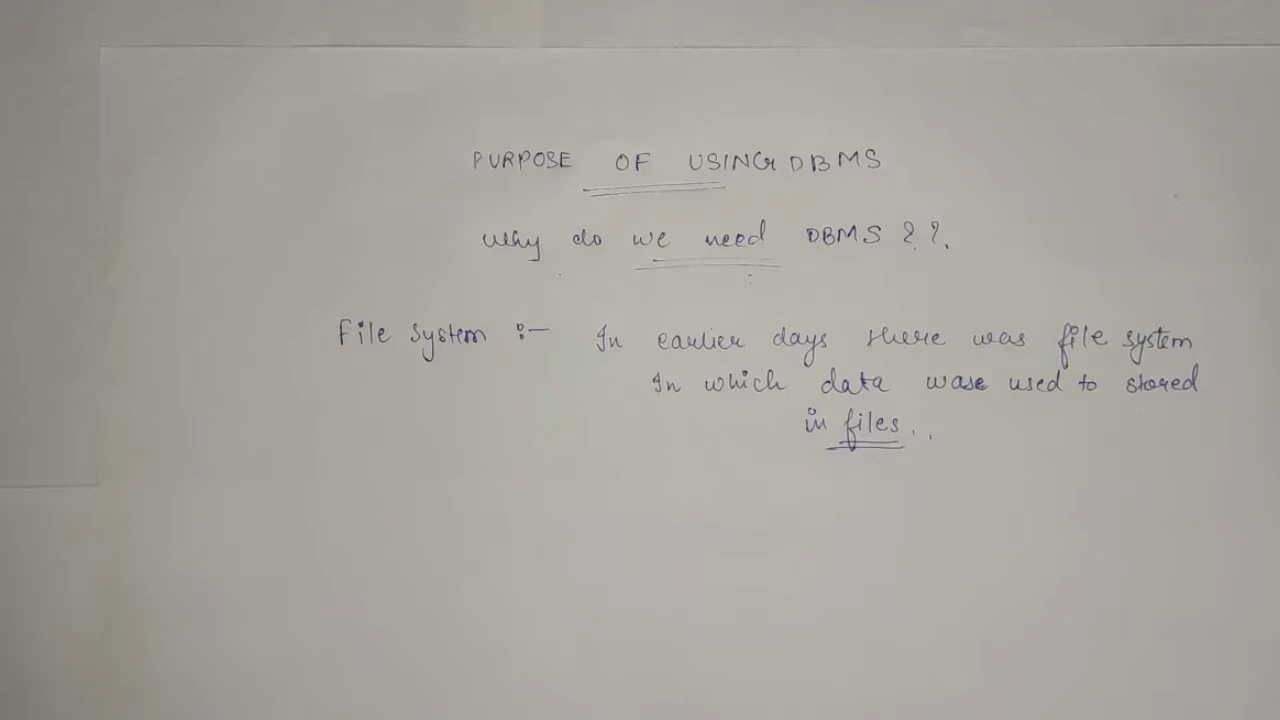 PURPOSE OF USING DBMS
Why do we need DBMS ??
File System :- In earlier days there was file system
In which data wase used to stored
in files..